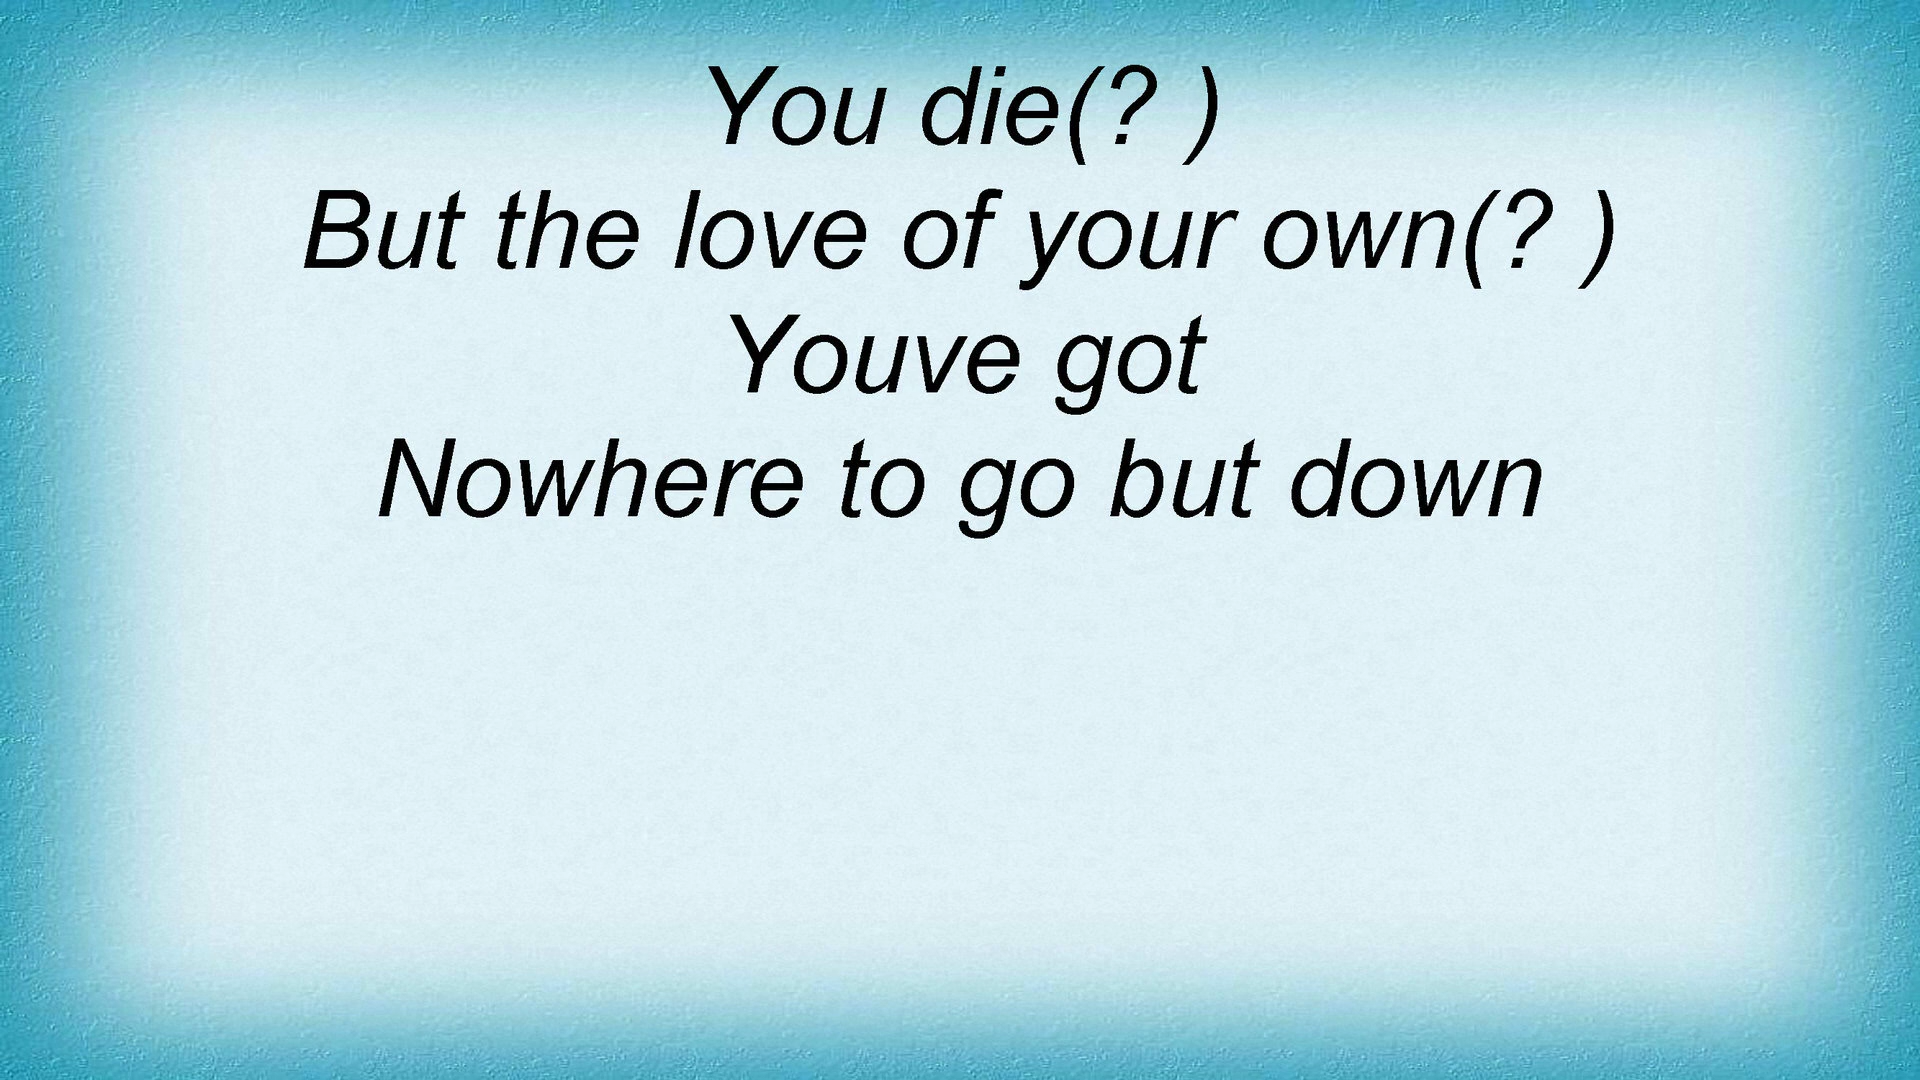 You die(? )
But the love of your own(? )
Youve got
Nowhere to go but down